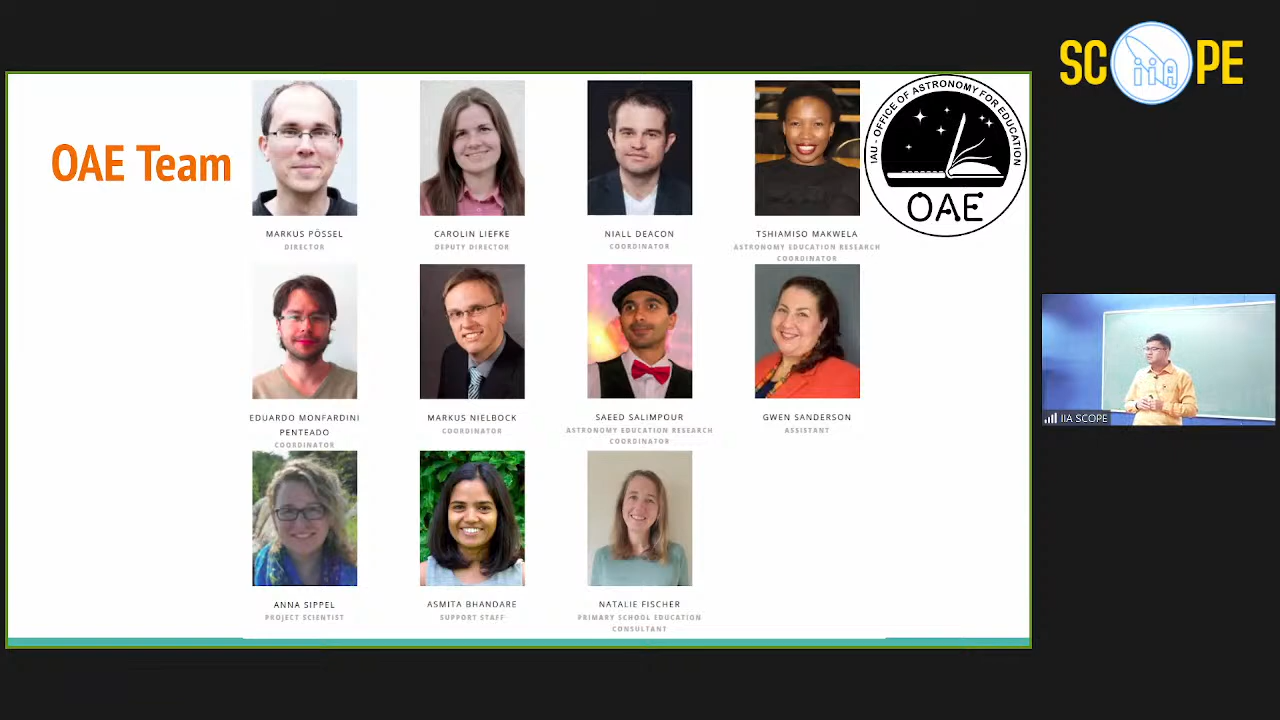 SC iiA PE
OAE Team
IAU - OFFICE OF ASTRONOMY FOR EDUCATION
OAE
MARKUS PÖSSEL
DIRECTOR
CAROLIN LIEFKE
DEPUTY DIRECTOR
NIALL DEACON
COORDINATOR
TSHIAMISO MAKWELA
ASTRONOMY EDUCATION RESEARCH
COORDINATOR
EDUARDO MONFARDINI
PENTEADO
COORDINATOR
MARKUS NIELBOCK
COORDINATOR
SAEED SALIMPOUR
ASTRONOMY EDUCATION RESEARCH
COORDINATOR
GWEN SANDERSON
ASSISTANT
ANNA SIPPEL
PROJECT SCIENTIST
ASMITA BHANDARE
SUPPORT STAFF
NATALIE FISCHER
PRIMARY SCHOOL EDUCATION
CONSULTANT
IIA SCOPE